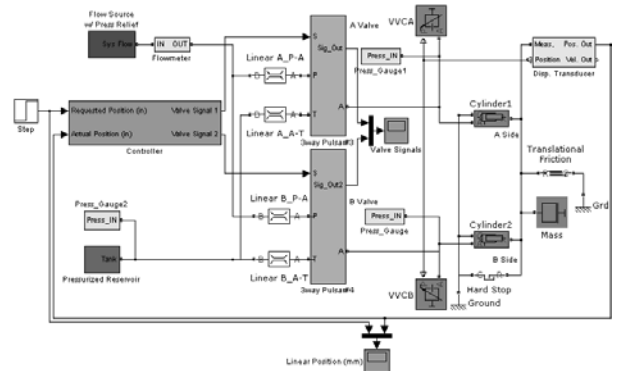 Flow Source
w/ Press Relief
Sys Flow
IN OUT
Flowmeter
Linear A_P-A
B A
Linear A_A-T
B A
S
Sig_Out
P
T
A
3way Pulsar#3
A Valve
VVCA
Press_IN
Press_Gauge1
Meas. Pos. Out
Position Vel. Out
Disp. Transducer
Step
Requested Position (in) Valve Signal 1
Actual Position (in) Valve Signal 2
Controller
Valve Signals
Cylinder1
A Side
Translational
Friction
Grd
Mass
Press_Gauge2
Press_IN
Tank
Pressurized Reservoir
Linear B_P-A
B A
Linear B_A-T
B A
S
Sig_Out2
P
T
A
3way Pulsar#4
B Valve
Press_IN
Press_Gauge
VVCB
Cylinder2
B Side
Hard Stop
Ground
Linear Position (mm)